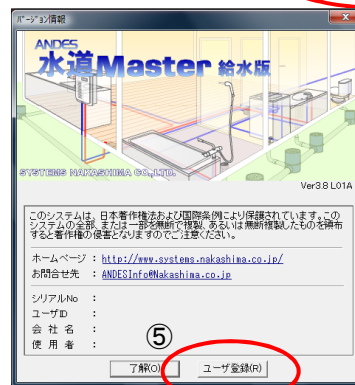 バージョン情報
ANDES
水道Master 給水版
SYSTEMS NAKASHIMA CO.,LTD.
Ver3.8 L01A
このシステムは、日本著作権法および国際条例により保護されています。この
システムの全部、または一部を無断で複製、あるいは無断複製したものを頒布
すると著作権の侵害となりますのでご注意ください。
ホームページ : http://www.systems.nakashima.co.jp/
お問合せ先 : ANDESInfo@Nakashima.co.jp
シリアルNo :
ユーザID :
会社名 :
使用者 :
⑤
了解(O)
ユーザ登録(R)